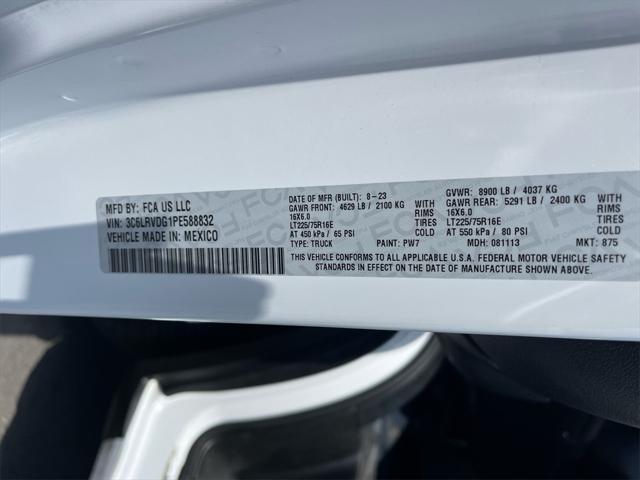 MFD BY: FCA US LLC
VIN: 3C6LRVDG1PE588832
VEHICLE MADE IN: MEXICO
DATE OF MFR (BUILT): 8-23 GVWR: 8900 LB / 4037 KG
GAWR FRONT: 4629 LB / 2100 KG WITH GAWR REAR: 5291 LB / 2400 KG WITH
16X6.0 RIMS 16X6.0 RIMS
LT225/75R16E TIRES LT225/75R16E TIRES
AT 450 kPa / 65 PSI COLD AT 550 kPa / 80 PSI COLD
TYPE: TRUCK PAINT: PW7 MDH: 081113 MKT: 875
THIS VEHICLE CONFORMS TO ALL APPLICABLE U.S.A. FEDERAL MOTOR VEHICLE SAFETY
STANDARDS IN EFFECT ON THE DATE OF MANUFACTURE SHOWN ABOVE.